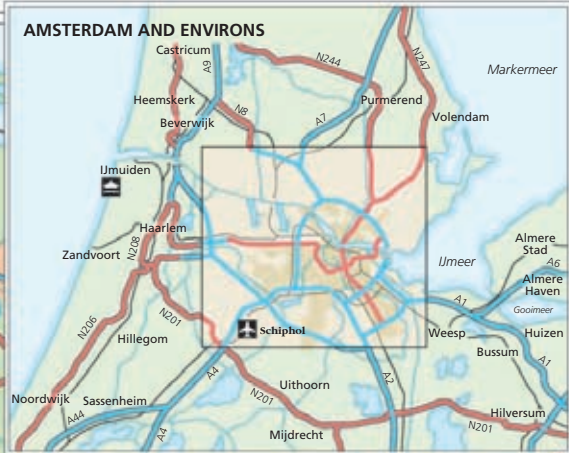 AMSTERDAM AND ENVIRONS
Castricum
A9
N244
N247
Markermeer
Heemskerk
N8
Purmerend
Beverwijk
A7
Volendam
IJmuiden
Haarlem
N208
Zandvoort
IJmeer
Almere
Stad
A6
Almere
Haven
Gooimeer
A1
N201
Schiphol
Weesp
Huizen
N206
Hillegom
Bussum
A1
A4
A2
Noordwijk
Sassenheim
Uithoorn
N201
Hilversum
A44
A4
Mijdrecht
N201